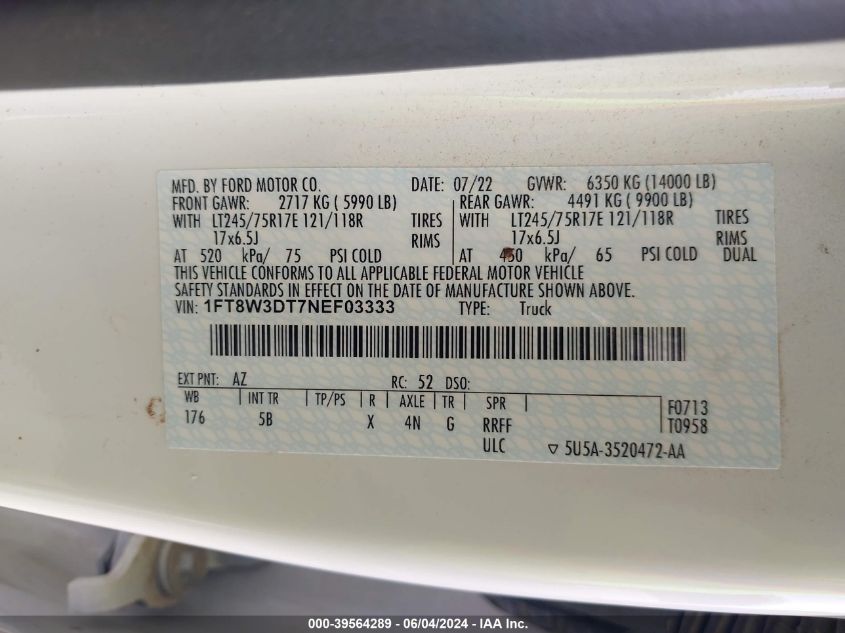 MFD. BY FORD MOTOR CO. DATE: 07/22 GVWR: 6350 KG (14000 LB)
FRONT GAWR: 2717 KG ( 5990 LB) REAR GAWR: 4491 KG ( 9900 LB)
WITH LT245/75R17E 121/118R TIRES WITH LT245/75R17E 121/118R TIRES
17x6.5J RIMS 17x6.5J RIMS
AT 520 kPa/ 75 PSI COLD AT 450 kPa/ 65 PSI COLD DUAL
THIS VEHICLE CONFORMS TO ALL APPLICABLE FEDERAL MOTOR VEHICLE
SAFETY STANDARDS IN EFFECT ON THE DATE OF MANUFACTURE SHOWN ABOVE.
VIN: 1FT8W3DT7NEF03333 TYPE: Truck
EXT PNT: AZ RC: 52 DSO:
WB INT TR TP/PS R AXLE TR SPR F0713
176 5B X 4N G RRFF T0958
ULC ▽ 5U5A-3520472-AA
000-39564289 - 06/04/2024 - IAA Inc.